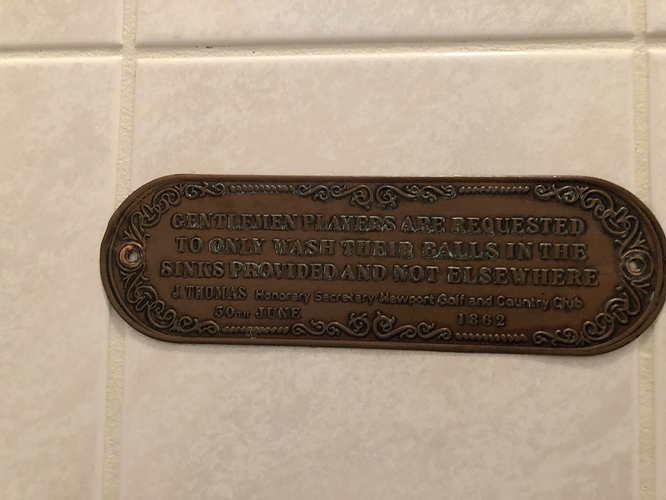 GENTLEMEN PLAYERS ARE REQUESTED
TO ONLY WASH THEIR BALLS IN THE
SINKS PROVIDED AND NOT ELSEWHERE
J. THOMAS Honorary Secretary Newport Golf and Country Club
30TH JUNE 1862